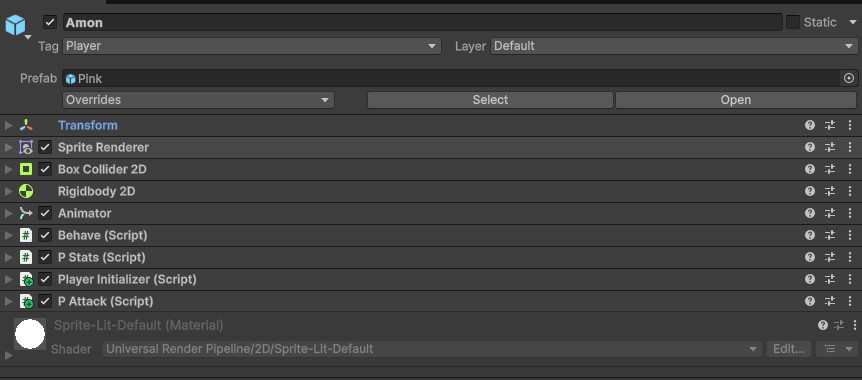 Amon Static
Tag Player Layer Default
Prefab Pink
Overrides Select Open
Transform
Sprite Renderer
Box Collider 2D
Rigidbody 2D
Animator
# Behave (Script)
# P Stats (Script)
# Player Initializer (Script)
# P Attack (Script)
Sprite-Lit-Default (Material)
Shader Universal Render Pipeline/2D/Sprite-Lit-Default Edit...